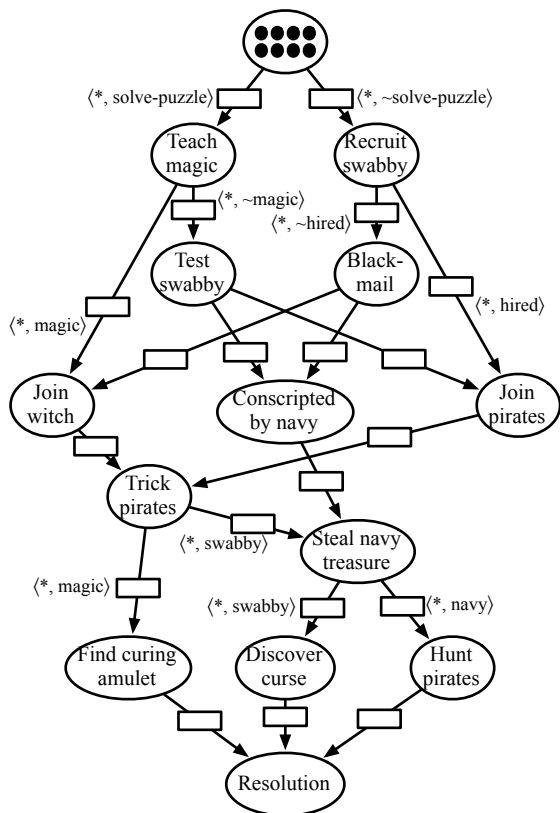 ⟨*, solve-puzzle⟩
⟨*, ~solve-puzzle⟩
Teach
magic
Recruit
swabby
⟨*, ~magic⟩
⟨*, ~hired⟩
Test
swabby
Black-
mail
⟨*, magic⟩
⟨*, hired⟩
Join
witch
Conscripted
by navy
Join
pirates
Trick
pirates
⟨*, swabby⟩
Steal navy
treasure
⟨*, magic⟩
⟨*, swabby⟩
⟨*, navy⟩
Find curing
amulet
Discover
curse
Hunt
pirates
Resolution